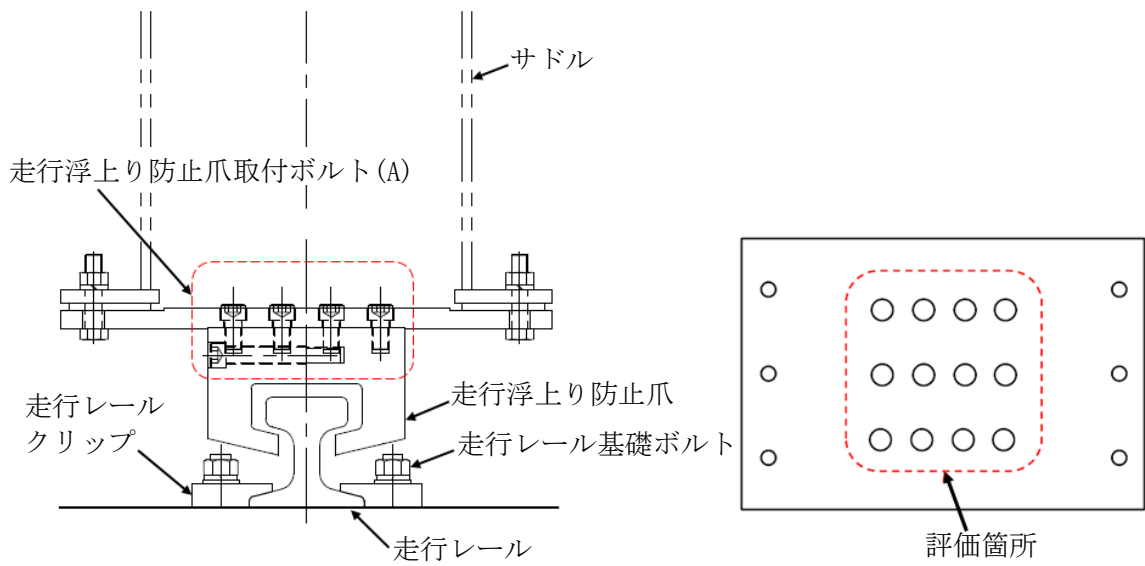 サドル
走行浮上り防止爪取付ボルト(A)
走行レール
クリップ
走行浮上り防止爪
走行レール基礎ボルト
走行レール
評価箇所